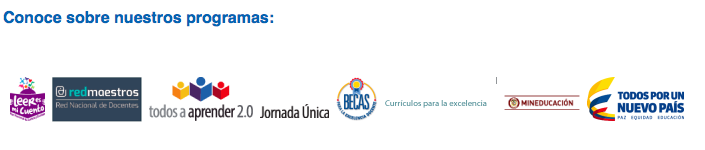 Conoce sobre nuestros programas:
Leer es
mi Cuento
redmaestros
Red Nacional de Docentes
todos a aprender 2.0
Jornada Única
BECAS
Currículos para la excelencia
MINEDUCACIÓN
TODOS POR UN
NUEVO PAÍS
PAZ EQUIDAD EDUCACIÓN